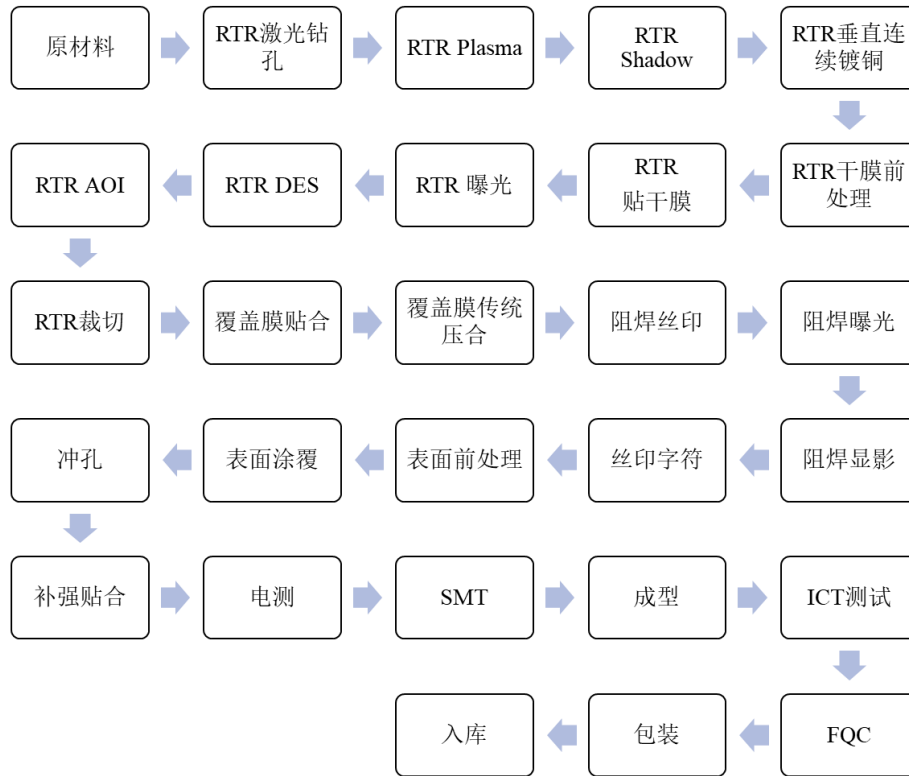 原材料
RTR激光钻
孔
RTR Plasma
RTR
Shadow
RTR垂直连
续镀铜
RTR干膜前
处理
RTR
贴干膜
RTR 曝光
RTR DES
RTR AOI
RTR裁切
覆盖膜贴合
覆盖膜传统
压合
阻焊丝印
阻焊曝光
阻焊显影
丝印字符
表面前处理
表面涂覆
冲孔
补强贴合
电测
SMT
成型
ICT测试
FQC
包装
入库